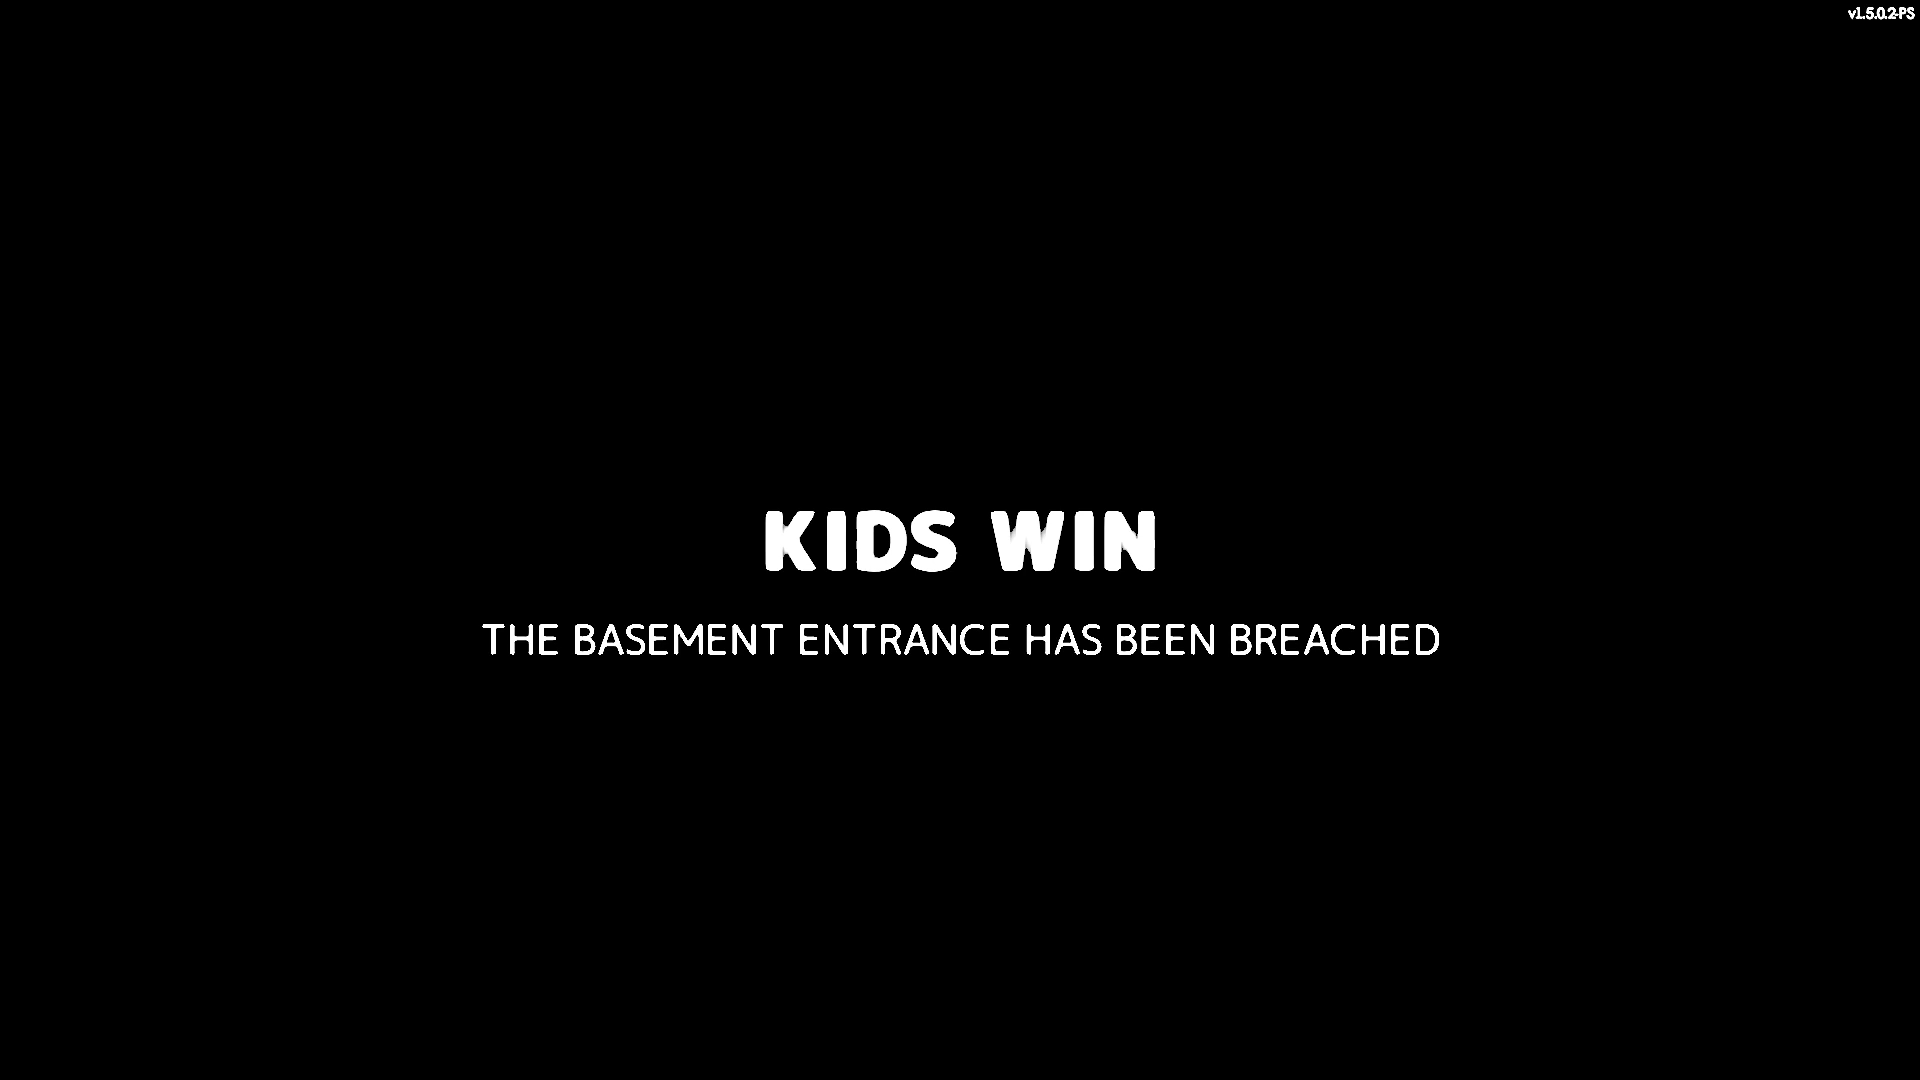 v1.5.0.2-PS
KIDS WIN
THE BASEMENT ENTRANCE HAS BEEN BREACHED